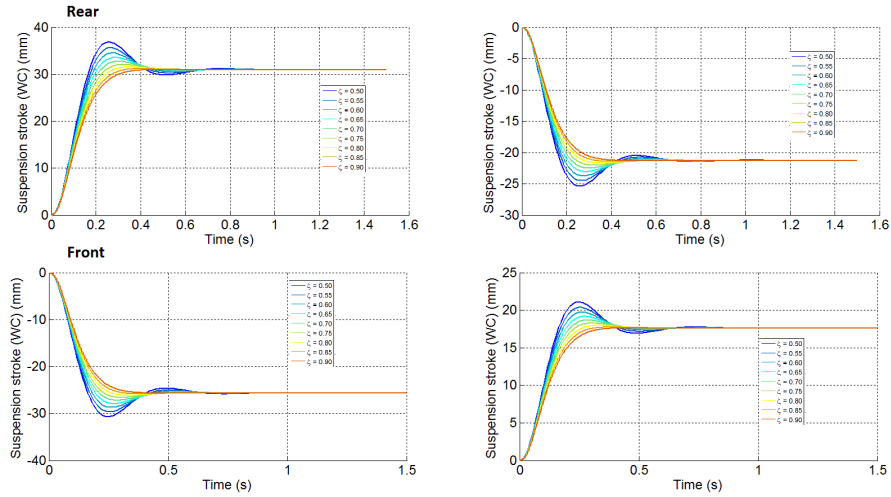 Rear
Suspension stroke (WC) (mm)
40
30
20
10
0
ζ = 0.50
ζ = 0.55
ζ = 0.60
ζ = 0.65
ζ = 0.70
ζ = 0.75
ζ = 0.80
ζ = 0.85
ζ = 0.90
0 0.2 0.4 0.6 0.8 1 1.2 1.4 1.6
Time (s)
Suspension stroke (WC) (mm)
0
-5
-10
-15
-20
-25
-30
ζ = 0.50
ζ = 0.55
ζ = 0.60
ζ = 0.65
ζ = 0.70
ζ = 0.75
ζ = 0.80
ζ = 0.85
ζ = 0.90
0 0.2 0.4 0.6 0.8 1 1.2 1.4 1.6
Time (s)
Front
Suspension stroke (WC) (mm)
0
-10
-20
-30
-40
ζ = 0.50
ζ = 0.55
ζ = 0.60
ζ = 0.65
ζ = 0.70
ζ = 0.75
ζ = 0.80
ζ = 0.85
ζ = 0.90
0 0.5 1 1.5
Time (s)
Suspension stroke (WC) (mm)
25
20
15
10
5
0
ζ = 0.50
ζ = 0.55
ζ = 0.60
ζ = 0.65
ζ = 0.70
ζ = 0.75
ζ = 0.80
ζ = 0.85
ζ = 0.90
0 0.5 1 1.5
Time (s)